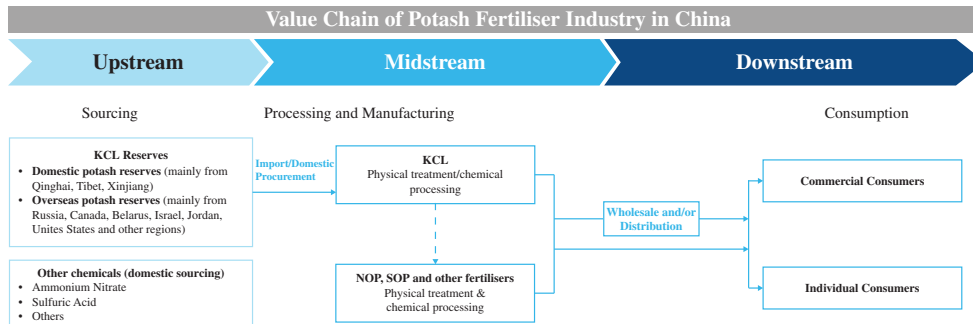 Value Chain of Potash Fertiliser Industry in China
Upstream
Midstream
Downstream
Sourcing
Processing and Manufacturing
Consumption
KCL Reserves
• Domestic potash reserves (mainly from
Qinghai, Tibet, Xinjiang)
• Overseas potash reserves (mainly from
Russia, Canada, Belarus, Israel, Jordan,
Unites States and other regions)
Other chemicals (domestic sourcing)
• Ammonium Nitrate
• Sulfuric Acid
• Others
Import/Domestic
Procurement
KCL
Physical treatment/chemical
processing
NOP, SOP and other fertilisers
Physical treatment &
chemical processing
Wholesale and/or
Distribution
Commercial Consumers
Individual Consumers